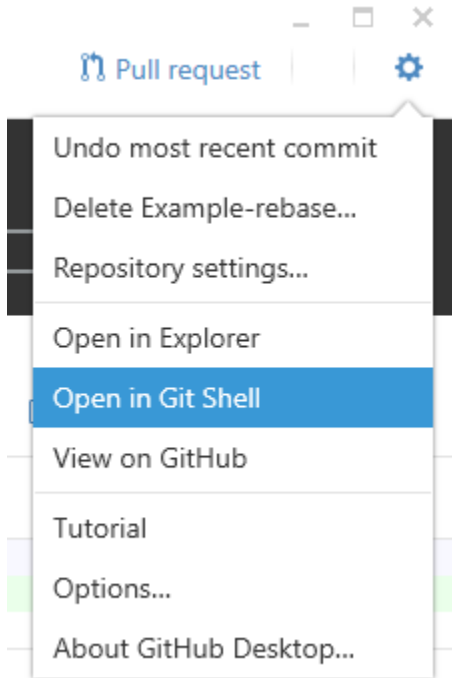 Pull request
Undo most recent commit
Delete Example-rebase...
Repository settings...
Open in Explorer
Open in Git Shell
View on GitHub
Tutorial
Options...
About GitHub Desktop...